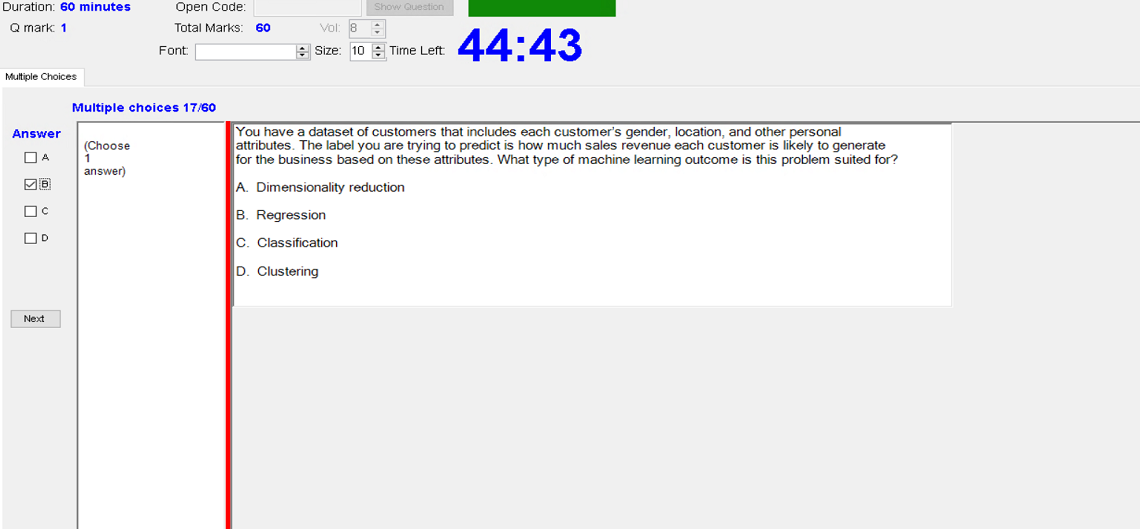 Duration: 60 minutes Open Code: Show Question
Q mark: 1 Total Marks: 60 Vol: 8
Font: Size: 10 Time Left: 44:43
Multiple Choices
Multiple choices 17/60
Answer
A
B
C
D
Next
(Choose
1
answer)
You have a dataset of customers that includes each customer's gender, location, and other personal
attributes. The label you are trying to predict is how much sales revenue each customer is likely to generate
for the business based on these attributes. What type of machine learning outcome is this problem suited for?
A. Dimensionality reduction
B. Regression
C. Classification
D. Clustering